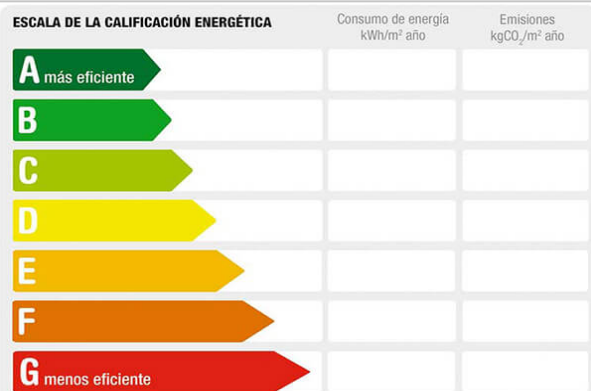 ESCALA DE LA CALIFICACIÓN ENERGÉTICA
Consumo de energía
kWh/m² año
Emisiones
kgCO₂/m² año
A más eficiente
B
C
D
E
F
G menos eficiente